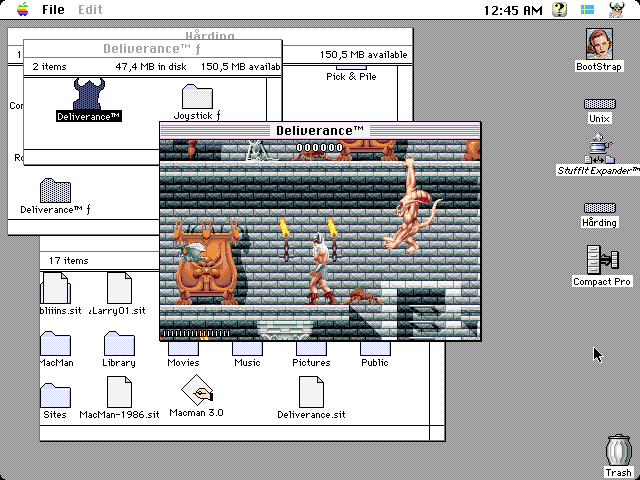 File Edit
12:45 AM
Hårding
Deliverance™ ƒ
150,5 MB available
2 items
47,4 MB in disk
150,5 MB availab
Pick & Pile
Deliverance™
Joystick ƒ
Deliverance™
000000
Deliverance™ ƒ
17 items
bliiins.sit
Larry01.sit
MacMan
Library
Movies
Music
Pictures
Public
Sites
MacMan-1986.sit
Macman 3.0
Deliverance.sit
BootStrap
Unix
StuffIt Expander™
Hårding
Compact Pro
Trash